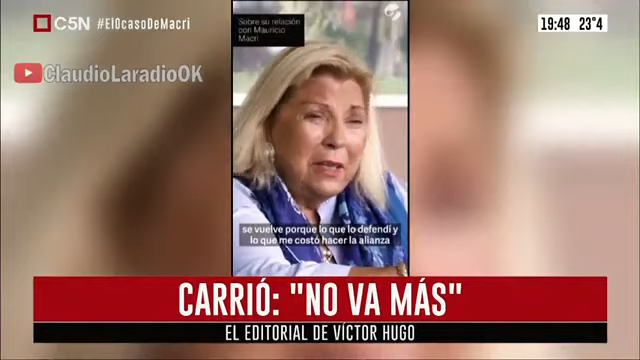 C5N
#ElOcasoDeMacri
19:48 23°4
ClaudioLaradioOK
Sobre su relación
con Mauricio
Macri
se vuelve porque lo que lo defendí y
lo que me costó hacer la alianza
CARRIÓ: "NO VA MÁS"
EL EDITORIAL DE VÍCTOR HUGO